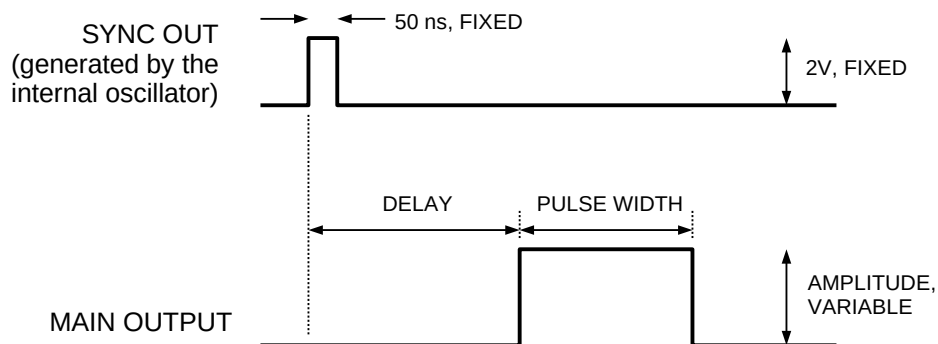 50 ns, FIXED
SYNC OUT
(generated by the
internal oscillator)
2V, FIXED
DELAY
PULSE WIDTH
AMPLITUDE,
VARIABLE
MAIN OUTPUT